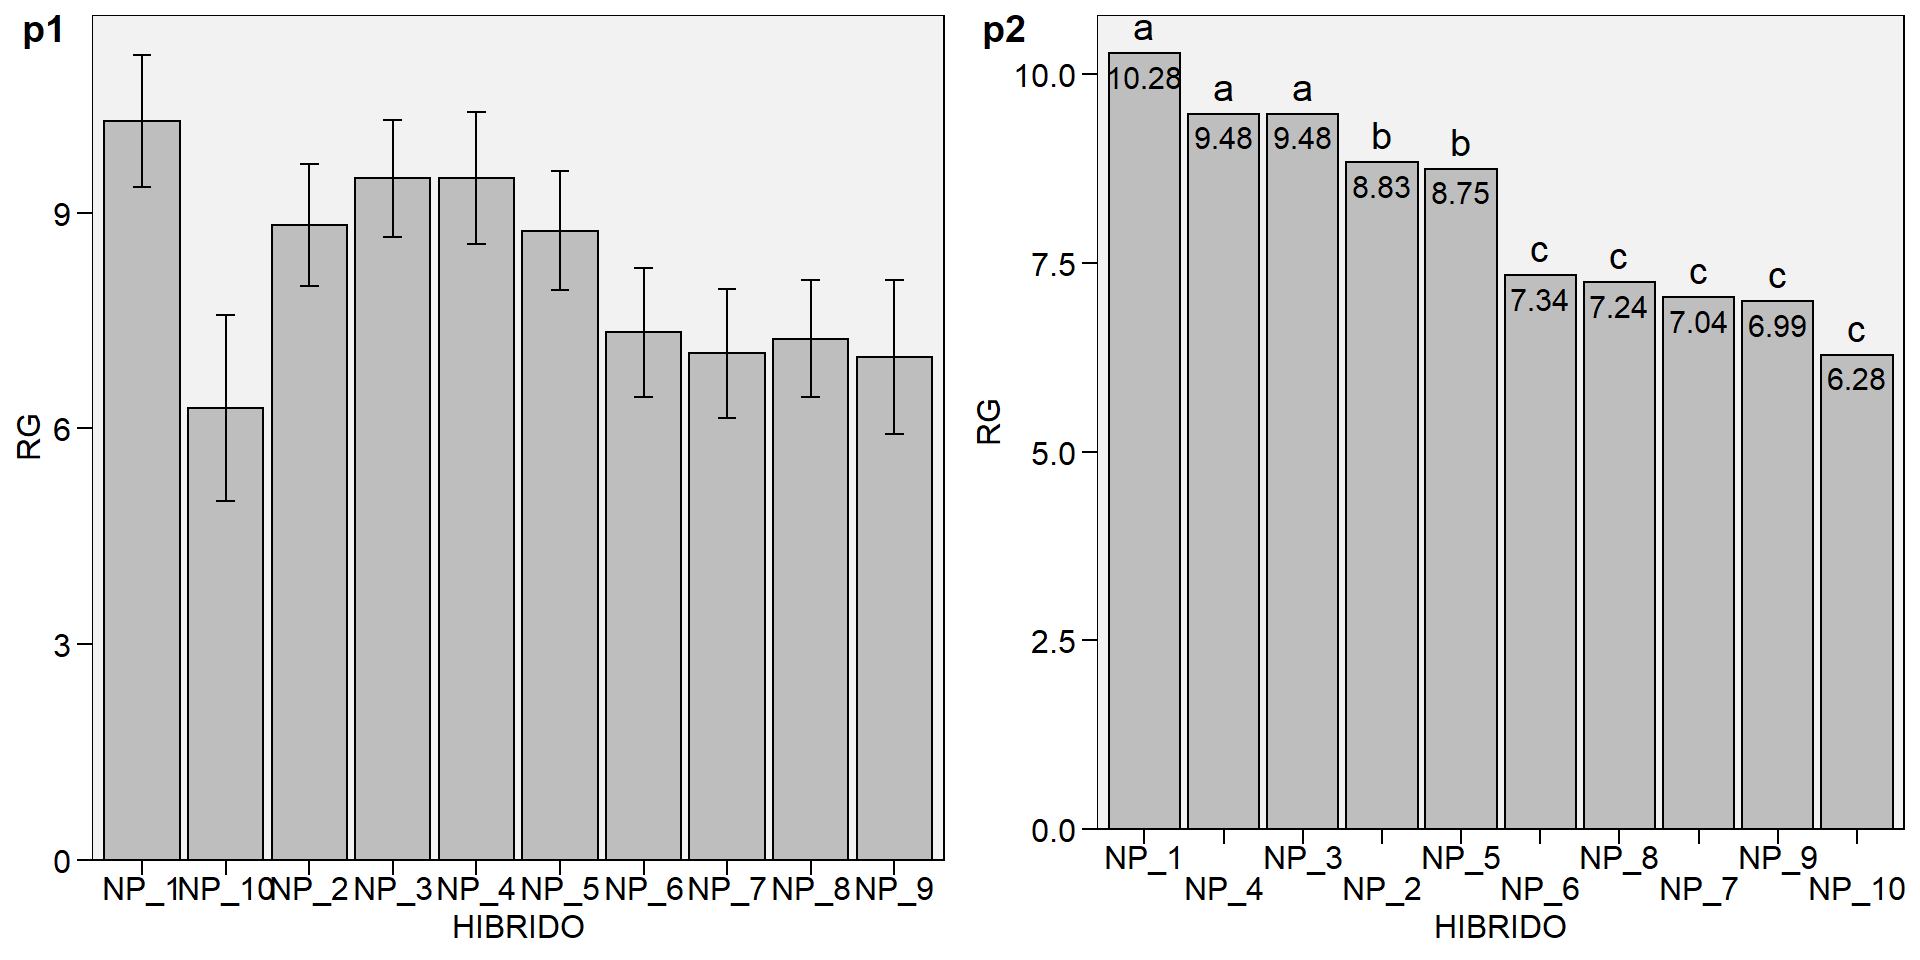 p1
9
6
3
0
RG
NP_1 NP_10 NP_2 NP_3 NP_4 NP_5 NP_6 NP_7 NP_8 NP_9
HIBRIDO
p2
10.0
7.5
5.0
2.5
0.0
RG
a a a b b c c c c c
10.28 9.48 9.48 8.83 8.75 7.34 7.24 7.04 6.99 6.28
NP_1 NP_3 NP_5 NP_8 NP_9
NP_4 NP_2 NP_6 NP_7 NP_10
HIBRIDO